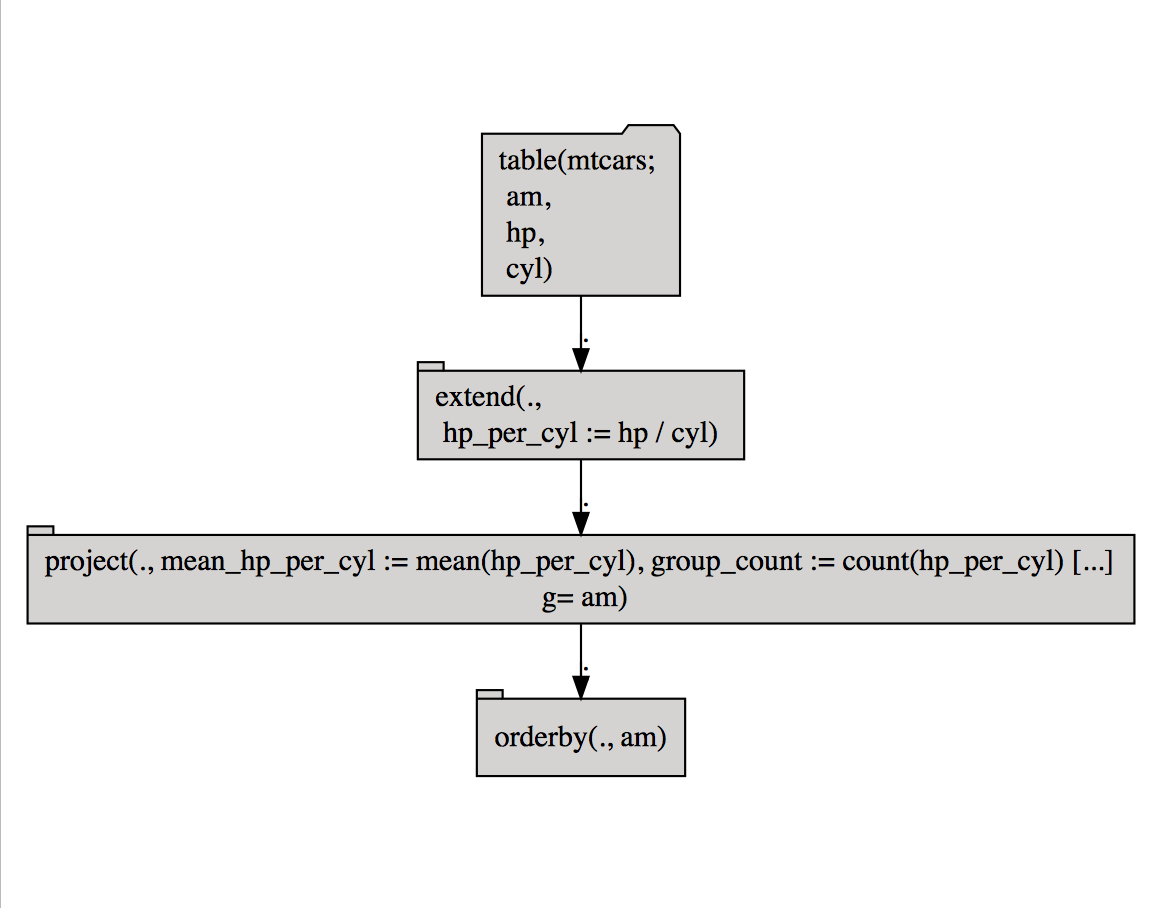 table(mtcars;
am,
hp,
cyl)
.
extend(.,
hp_per_cyl := hp / cyl)
.
project(., mean_hp_per_cyl := mean(hp_per_cyl), group_count := count(hp_per_cyl) [...]
g= am)
.
orderby(., am)